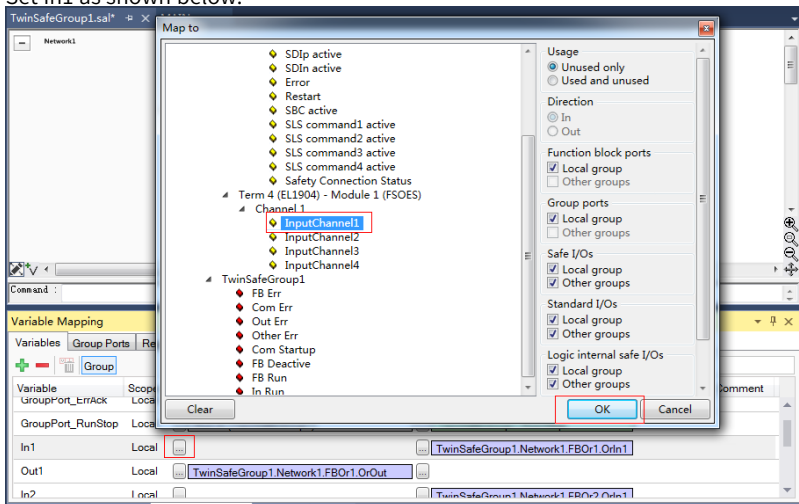 Set In1 as shown below:
TwinSafeGroup1.sal*
Map to
Network1
SDIp active
SDIn active
Error
Restart
SBC active
SLS command1 active
SLS command2 active
SLS command3 active
SLS command4 active
Safety Connection Status
Term 4 (EL1904) - Module 1 (FSOES)
Channel 1
InputChannel1
InputChannel2
InputChannel3
InputChannel4
TwinSafeGroup1
FB Err
Com Err
Out Err
Other Err
Com Startup
FB Deactive
FB Run
In Run
Usage
Unused only
Used and unused
Direction
In
Out
Function block ports
Local group
Other groups
Group ports
Local group
Other groups
Safe I/Os
Local group
Other groups
Standard I/Os
Local group
Other groups
Logic internal safe I/Os
Local group
Other groups
Clear
OK
Cancel
Command :
Variable Mapping
Variables Group Ports Re
Group
Variable Scope Comment
GroupPort_ErrAck Loca
GroupPort_RunStop Loca
In1 Local ... ... TwinSafeGroup1.Network1.FBOr1.OrIn1
Out1 Local ... TwinSafeGroup1.Network1.FBOr1.OrOut ...
In2 Local ... ... TwinSafeGroup1.Network1.FBOr2.OrIn1